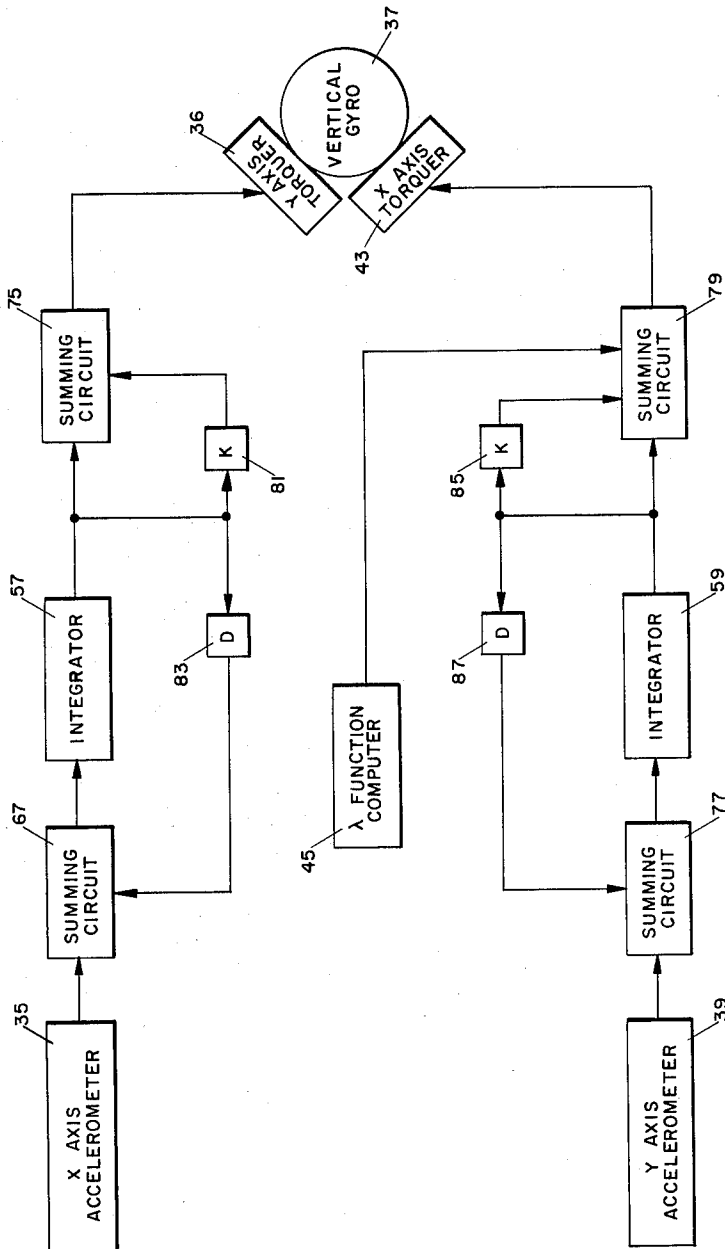 35
X AXIS
ACCELEROMETER
67
SUMMING
CIRCUIT
57
INTEGRATOR
75
SUMMING
CIRCUIT
83
D
K
81
36
Y AXIS
TORQUER
VERTICAL
GYRO
37
X AXIS
TORQUER
43
45
λ FUNCTION
COMPUTER
87
D
85
K
39
Y AXIS
ACCELEROMETER
77
SUMMING
CIRCUIT
59
INTEGRATOR
79
SUMMING
CIRCUIT